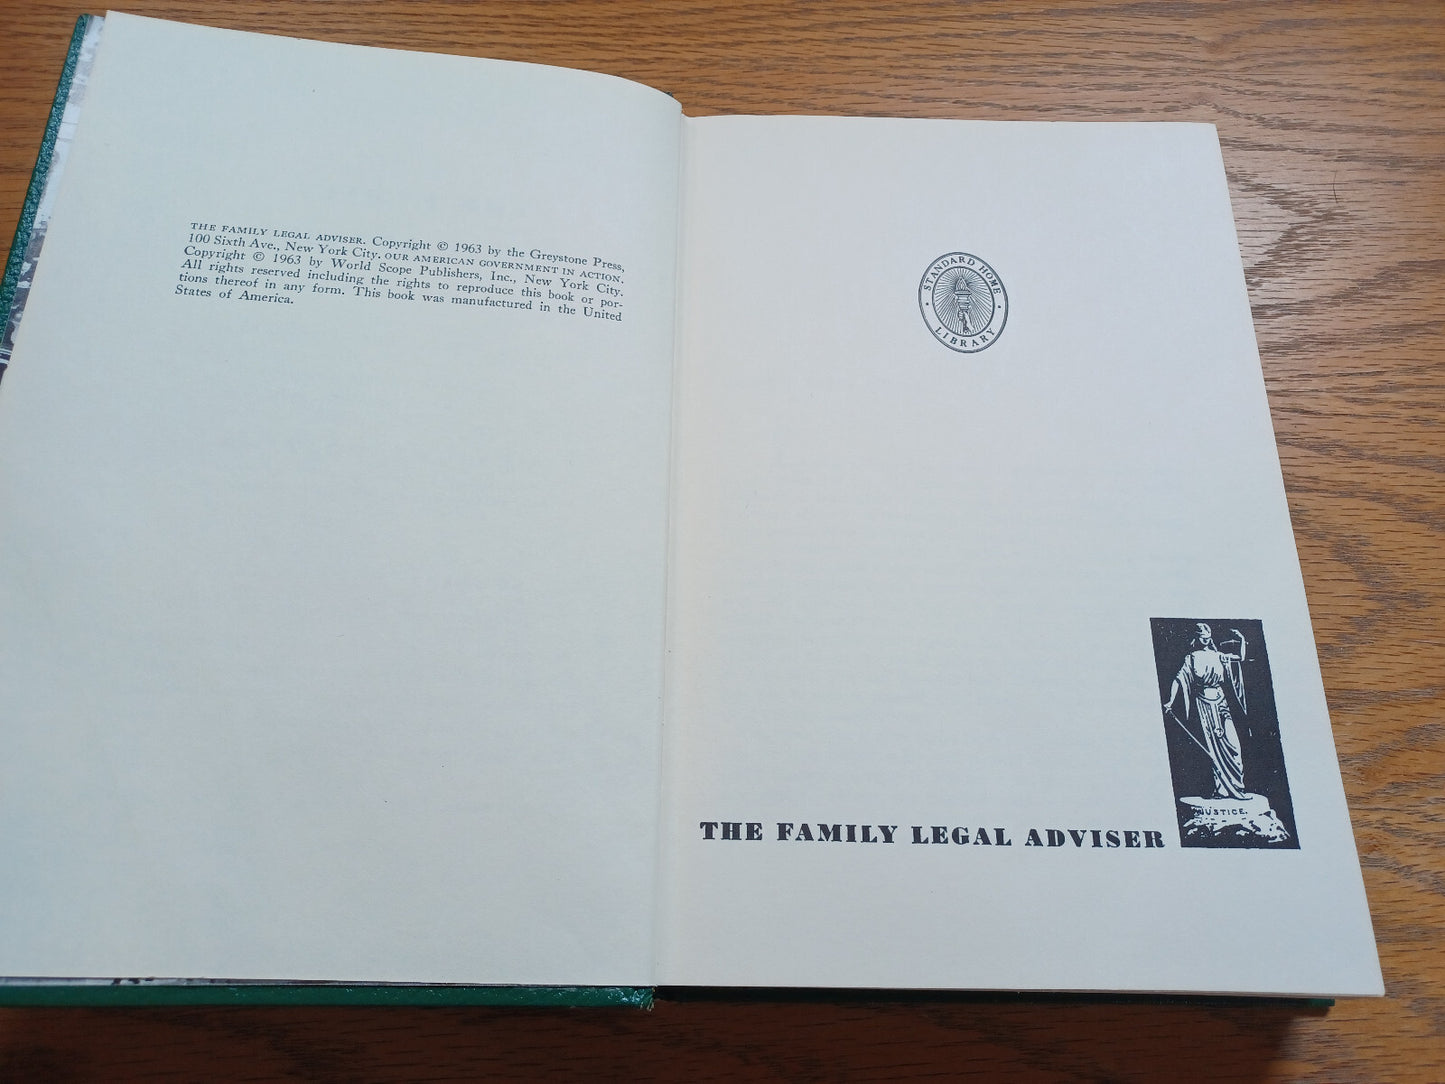 THE FAMILY LEGAL ADVISER. Copyright © 1963 by the Greystone Press,
100 Sixth Ave., New York City. OUR AMERICAN GOVERNMENT IN ACTION.
Copyright © 1963 by World Scope Publishers, Inc., New York City.
All rights reserved including the rights to reproduce this book or por-
tions thereof in any form. This book was manufactured in the United
States of America.
STANDARD HOME
LIBRARY
JUSTICE.
THE FAMILY LEGAL ADVISER